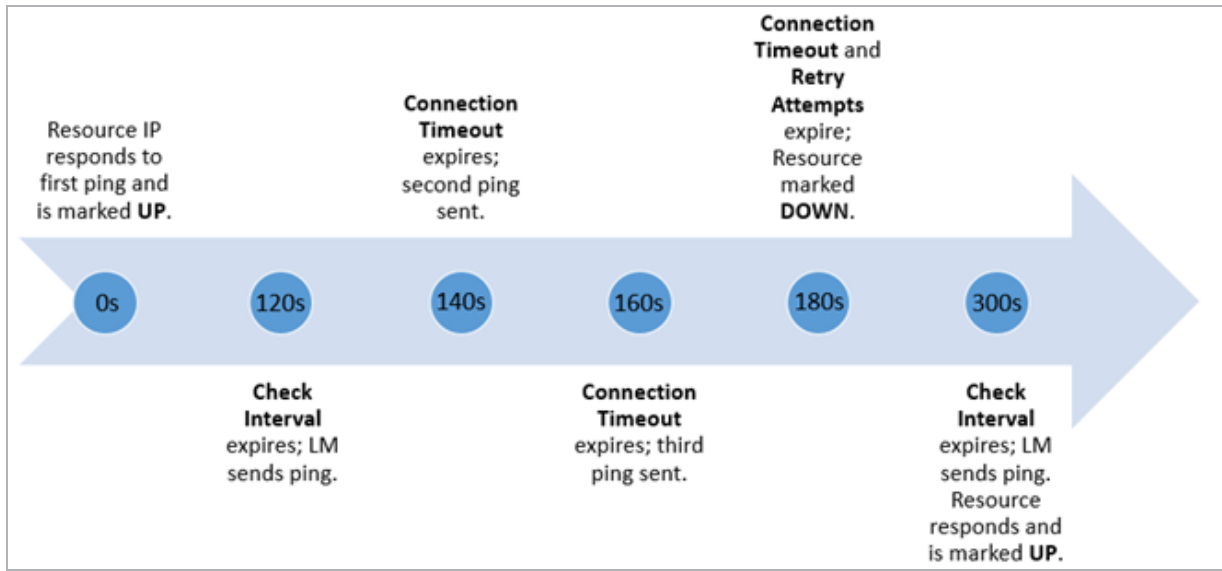 Resource IP
responds to
first ping and
is marked UP.
Connection
Timeout
expires;
second ping
sent.
Connection
Timeout and
Retry
Attempts
expire;
Resource
marked
DOWN.
0s
120s
140s
160s
180s
300s
Check
Interval
expires; LM
sends ping.
Connection
Timeout
expires; third
ping sent.
Check
Interval
expires; LM
sends ping.
Resource
responds and
is marked UP.